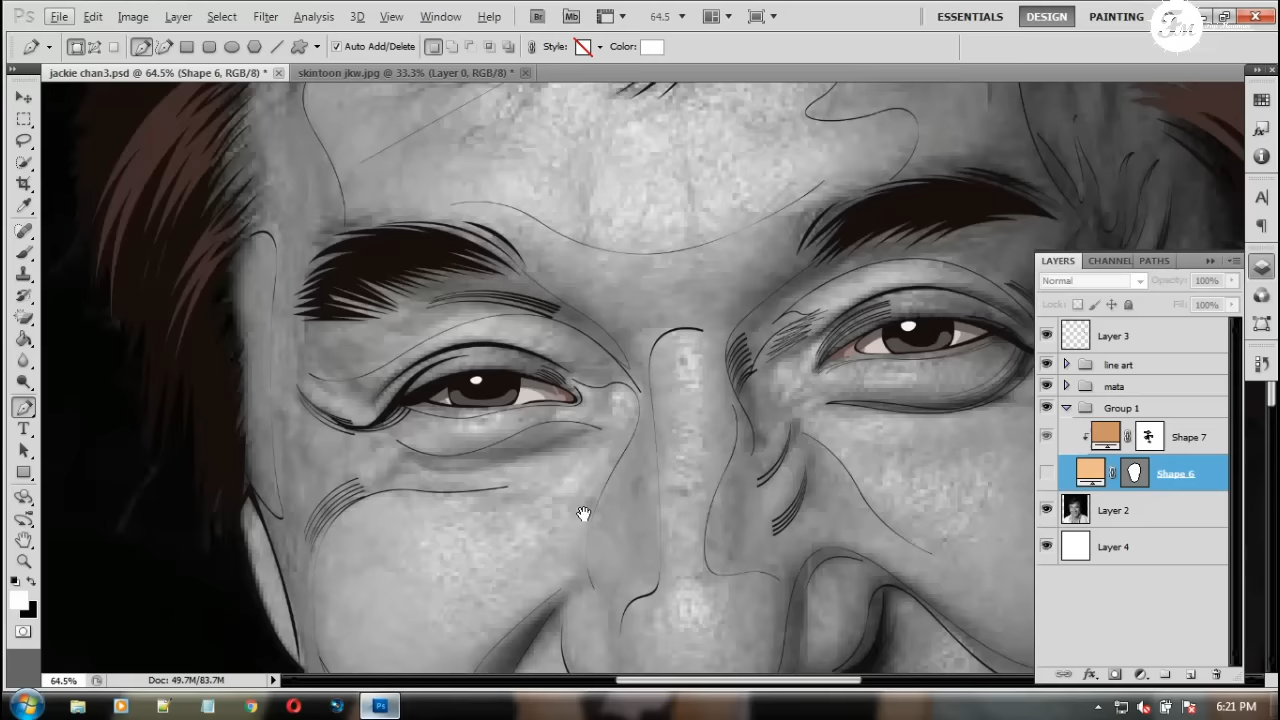 Ps File Edit Image Layer Select Filter Analysis 3D View Window Help Br Mb 64.5 ESSENTIALS DESIGN PAINTING
Auto Add/Delete Style: Color:
jackie chan3.psd @ 64.5% (Shape 6, RGB/8) * skintoon jkw.jpg @ 33.3% (Layer 0, RGB/8) *
LAYERS CHANNEL PATHS
Normal Opacity: 100%
Lock: Fill: 100%
Layer 3
line art
mata
Group 1
Shape 7
Shape 6
Layer 2
Layer 4
64.5% Doc: 49.7M/83.7M
6:21 PM